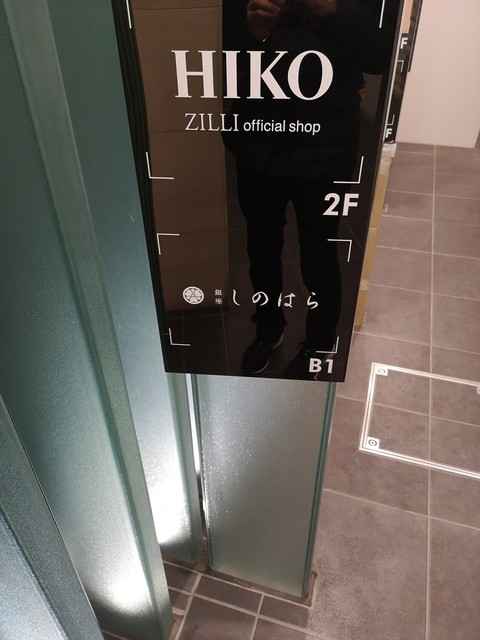 HIKO
ZILLI official shop
2F
銀座 しのはら
B1
F
F